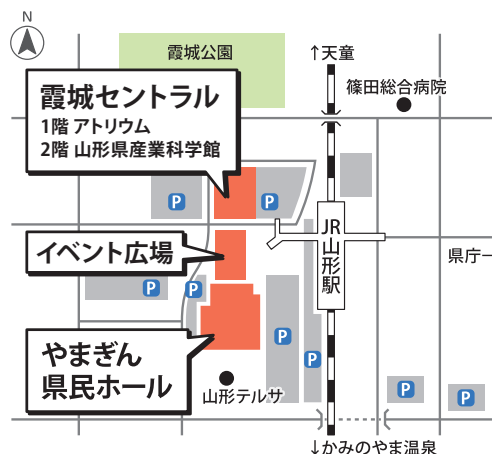 N
霞城公園
↑天童
篠田総合病院
霞城セントラル
1階 アトリウム
2階 山形県産業科学館
P
P
イベント広場
JR山形駅
県庁→
P
P
やまぎん
県民ホール
P
P
山形テルサ
P
P
↓かみのやま温泉